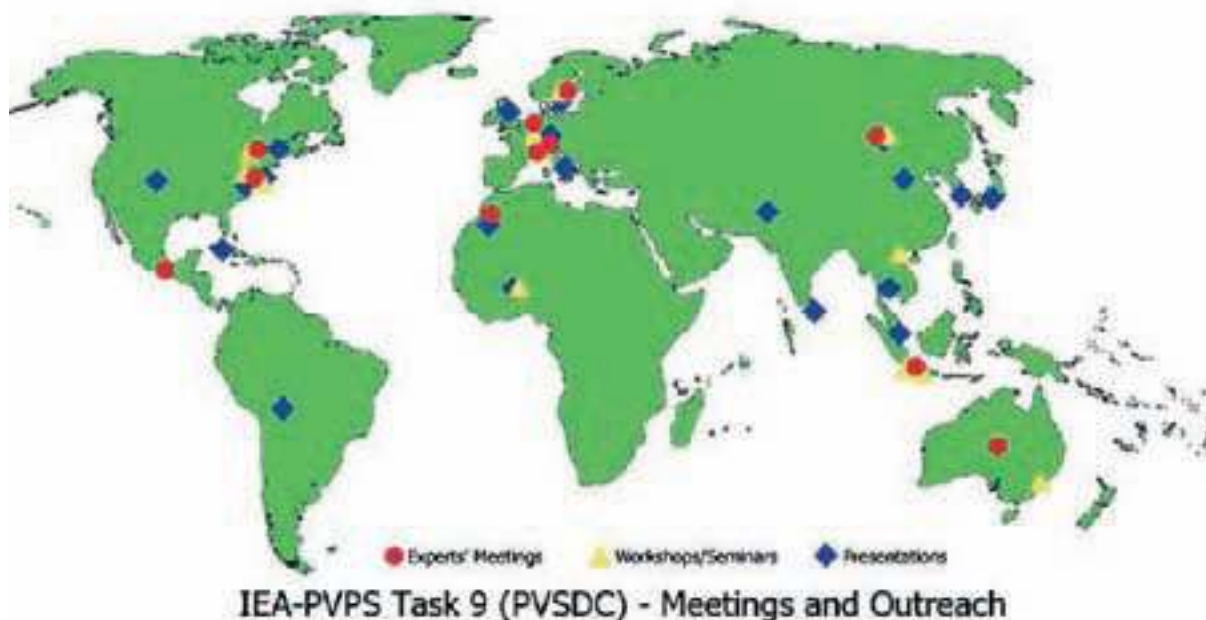 Experts' Meetings Workshops/Seminars Presentations
IEA-PVPS Task 9 (PVSDC) - Meetings and Outreach